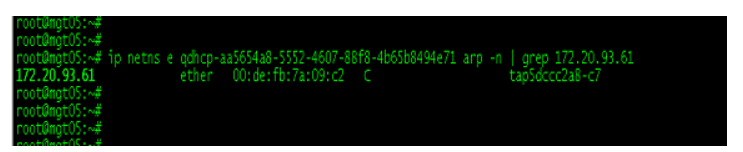 root@mgt05:~#
root@mgt05:~#
root@mgt05:~# ip netns e qdhcp-aa5654a8-5552-4607-88f8-4b65b8494e71 arp -n | grep 172.20.93.61
172.20.93.61 ether 00:de:fb:7a:09:c2 C tap5dccc2a8-c7
root@mgt05:~#
root@mgt05:~#
root@mgt05:~#
root@mgt05:~#